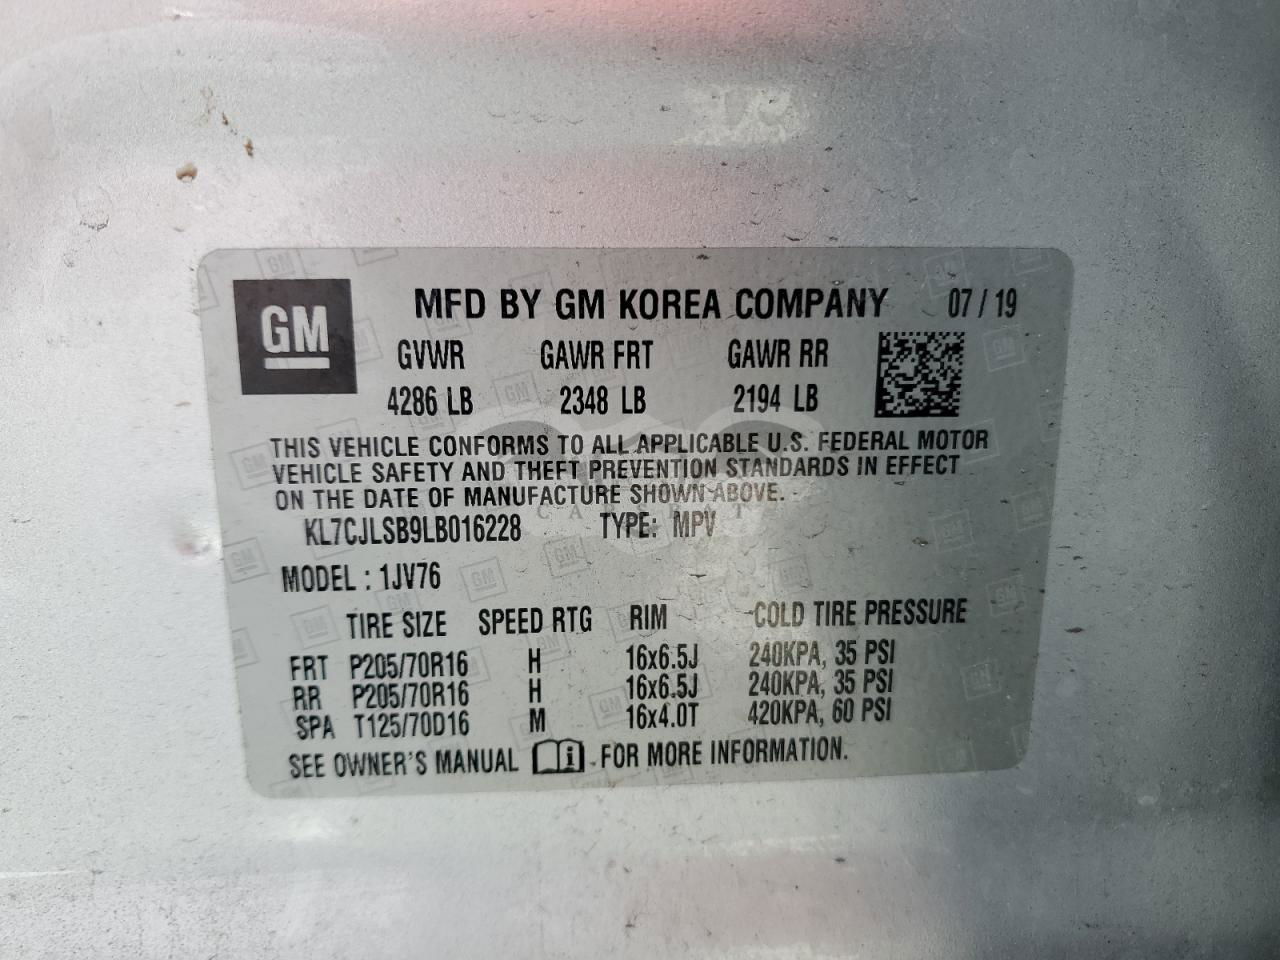 GM
MFD BY GM KOREA COMPANY 07 / 19
GVWR GAWR FRT GAWR RR
4286 LB 2348 LB 2194 LB
THIS VEHICLE CONFORMS TO ALL APPLICABLE U.S. FEDERAL MOTOR
VEHICLE SAFETY AND THEFT PREVENTION STANDARDS IN EFFECT
ON THE DATE OF MANUFACTURE SHOWN ABOVE.
KL7CJLSB9LB016228 TYPE: MPV
MODEL : 1JV76
TIRE SIZE SPEED RTG RIM COLD TIRE PRESSURE
FRT P205/70R16 H 16x6.5J 240KPA, 35 PSI
RR P205/70R16 H 16x6.5J 240KPA, 35 PSI
SPA T125/70D16 M 16x4.0T 420KPA, 60 PSI
SEE OWNER'S MANUAL i FOR MORE INFORMATION.